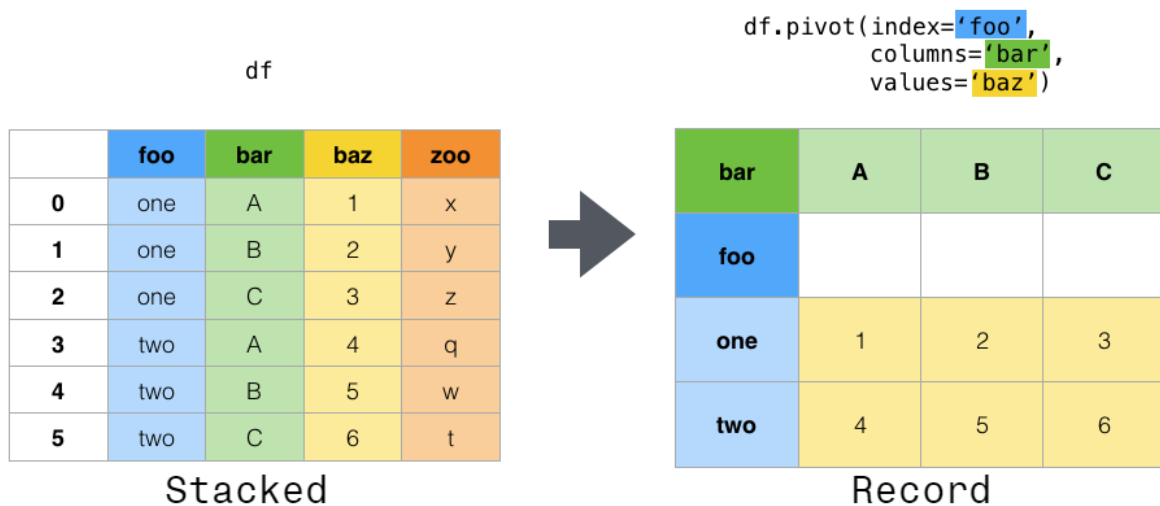 df
foo bar baz zoo
0 one A 1 x
1 one B 2 y
2 one C 3 z
3 two A 4 q
4 two B 5 w
5 two C 6 t
Stacked
df.pivot(index=‘foo’,
columns=‘bar’,
values=‘baz’)
bar A B C
foo
one 1 2 3
two 4 5 6
Record